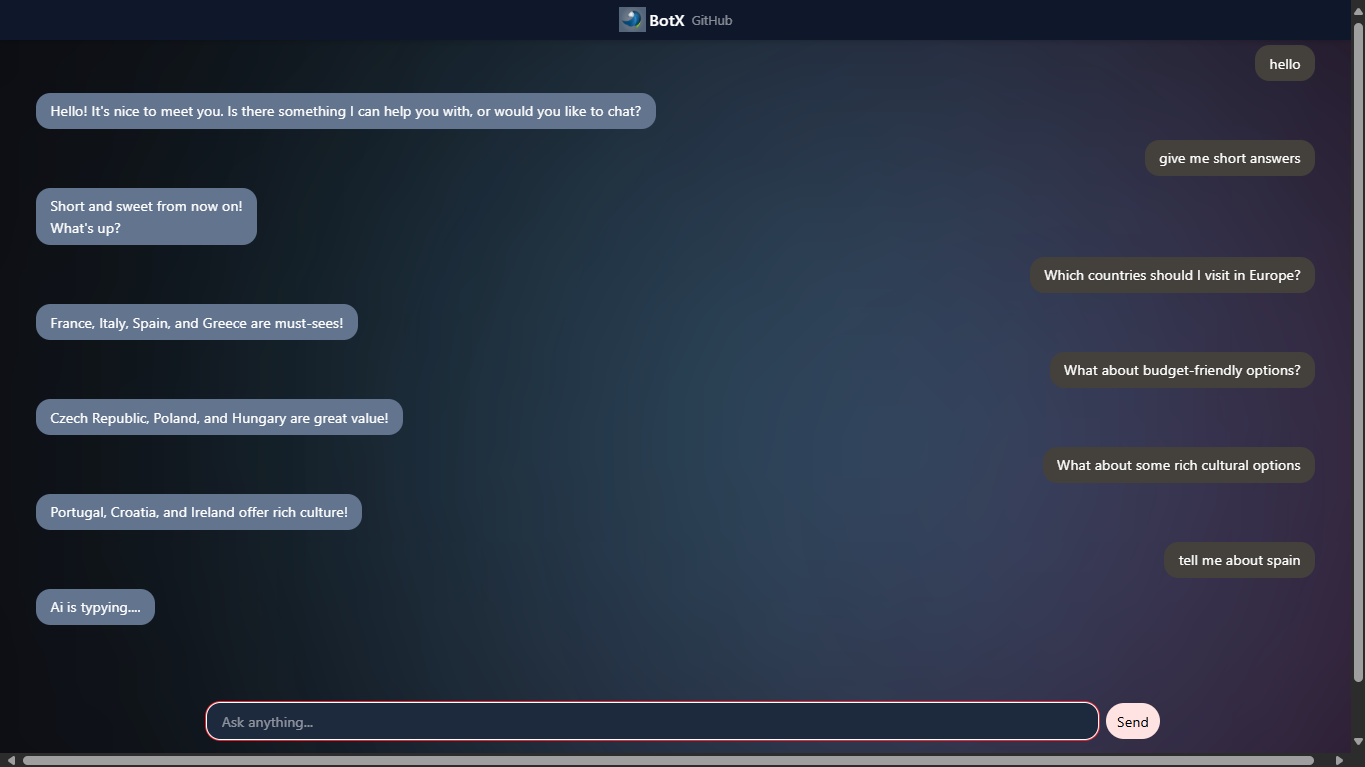 BotX GitHub
hello
Hello! It's nice to meet you. Is there something I can help you with, or would you like to chat?
give me short answers
Short and sweet from now on!
What's up?
Which countries should I visit in Europe?
France, Italy, Spain, and Greece are must-sees!
What about budget-friendly options?
Czech Republic, Poland, and Hungary are great value!
What about some rich cultural options
Portugal, Croatia, and Ireland offer rich culture!
tell me about spain
Ai is typying....
Ask anything...
Send